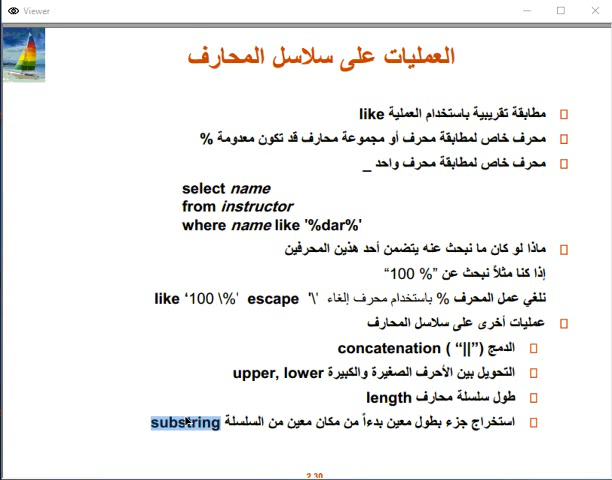 Viewer
العمليات على سلاسل المحارف
مطابقة تقريبية باستخدام العملية like
محرف خاص لمطابقة محرف أو مجموعة محارف قد تكون معدومة %
محرف خاص لمطابقة محرف واحد _
select name
from instructor
where name like '%dar%'
ماذا لو كان ما نبحث عنه يتضمن أحد هذين المحرفين
إذا كنا مثلاً نبحث عن "100 %"
نلغي عمل المحرف % باستخدام محرف إلغاء like ‘100 \%' escape '\'
عمليات أخرى على سلاسل المحارف
الدمج concatenation ( “||”)
التحويل بين الأحرف الصغيرة والكبيرة upper, lower
طول سلسلة محارف length
استخراج جزء بطول معين بدءاً من مكان معين من السلسلة substring
2.30